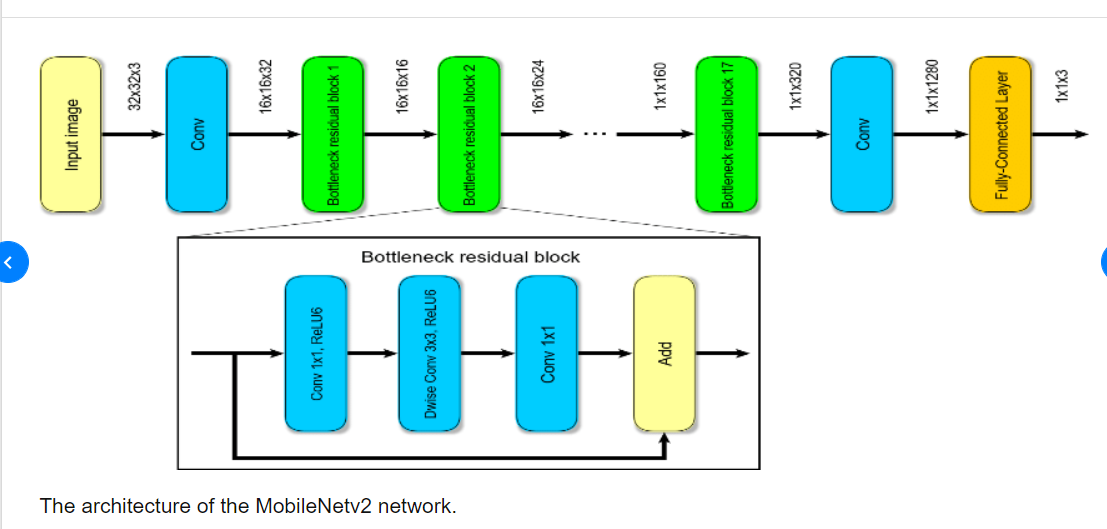 Input image
32x32x3
Conv
16x16x32
Bottleneck residual block 1
16x16x16
Bottleneck residual block 2
16x16x24
...
1x1x160
Bottleneck residual block 17
1x1x320
Conv
1x1x1280
Fully-Connected Layer
1x1x3
Bottleneck residual block
Conv 1x1, ReLU6
Dwise Conv 3x3, ReLU6
Conv 1x1
Add
The architecture of the MobileNetv2 network.